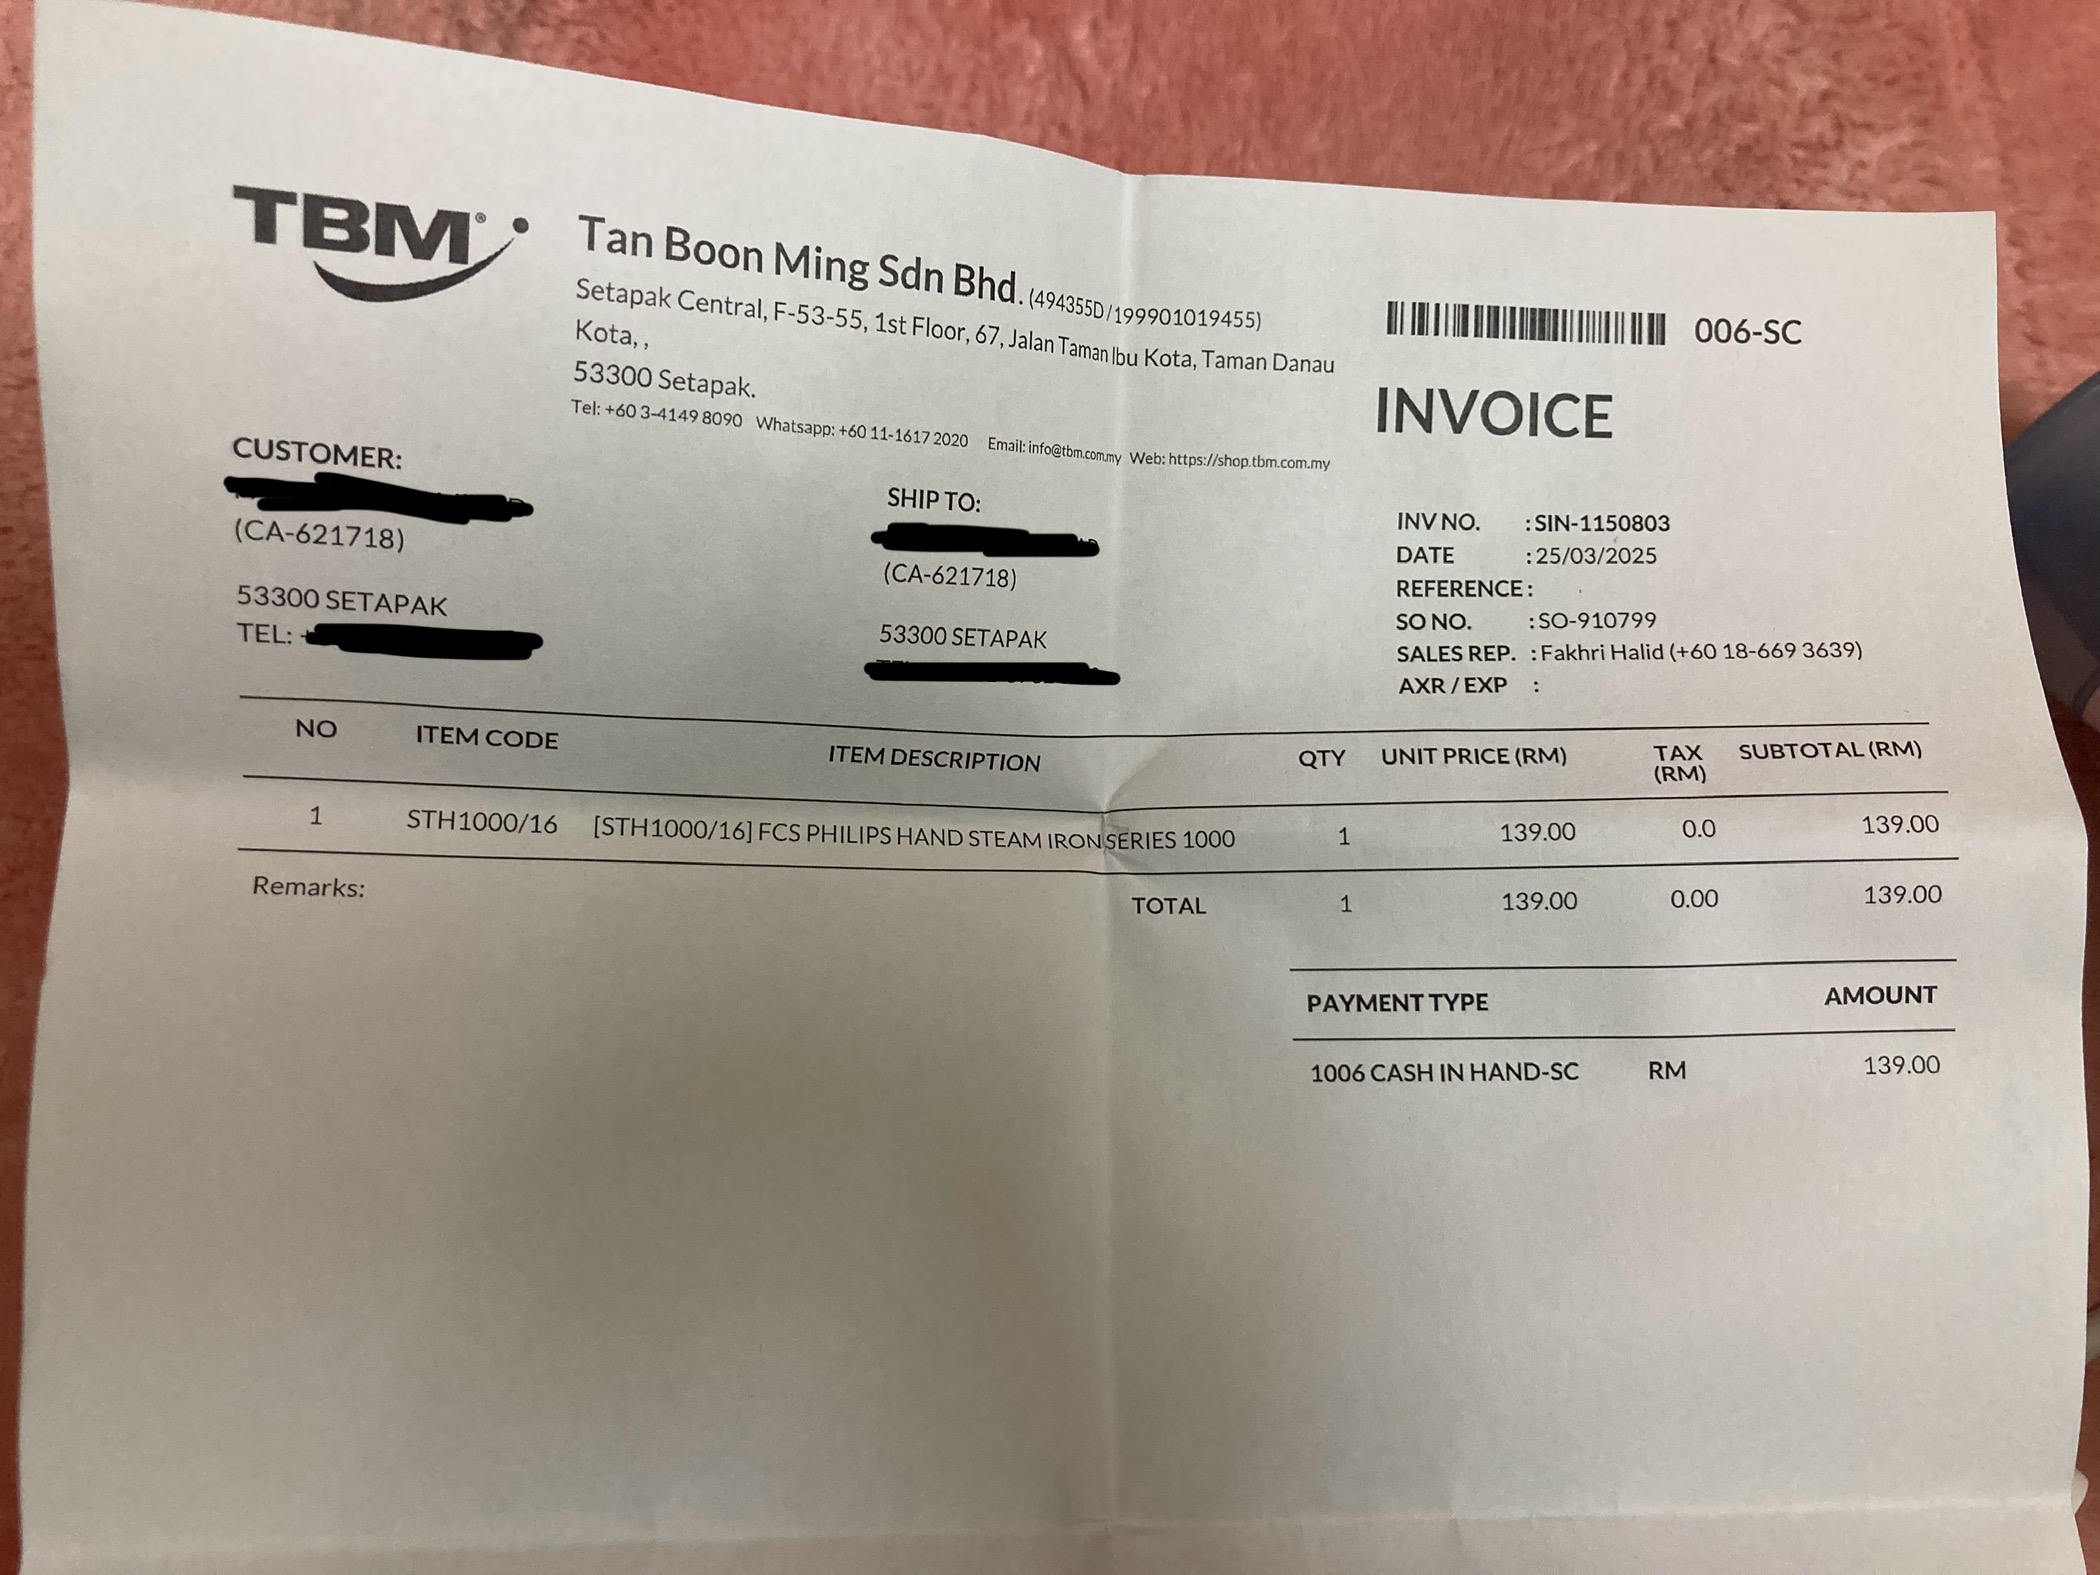 TBM®
Tan Boon Ming Sdn Bhd. (494355D/199901019455)
Setapak Central, F-53-55, 1st Floor, 67, Jalan Taman Ibu Kota, Taman Danau
Kota, ,
53300 Setapak.
Tel: +60 3-4149 8090 Whatsapp: +60 11-1617 2020 Email: info@tbm.com.my Web: https://shop.tbm.com.my
006-SC
INVOICE
CUSTOMER:
(CA-621718)
53300 SETAPAK
TEL:
SHIP TO:
(CA-621718)
53300 SETAPAK
INV NO. : SIN-1150803
DATE : 25/03/2025
REFERENCE :
SO NO. : SO-910799
SALES REP. : Fakhri Halid (+60 18-669 3639)
AXR / EXP :
NO ITEM CODE ITEM DESCRIPTION QTY UNIT PRICE (RM) TAX (RM) SUBTOTAL (RM)
1 STH1000/16 [STH1000/16] FCS PHILIPS HAND STEAM IRON SERIES 1000 1 139.00 0.0 139.00
Remarks:
TOTAL 1 139.00 0.00 139.00
PAYMENT TYPE AMOUNT
1006 CASH IN HAND-SC RM 139.00